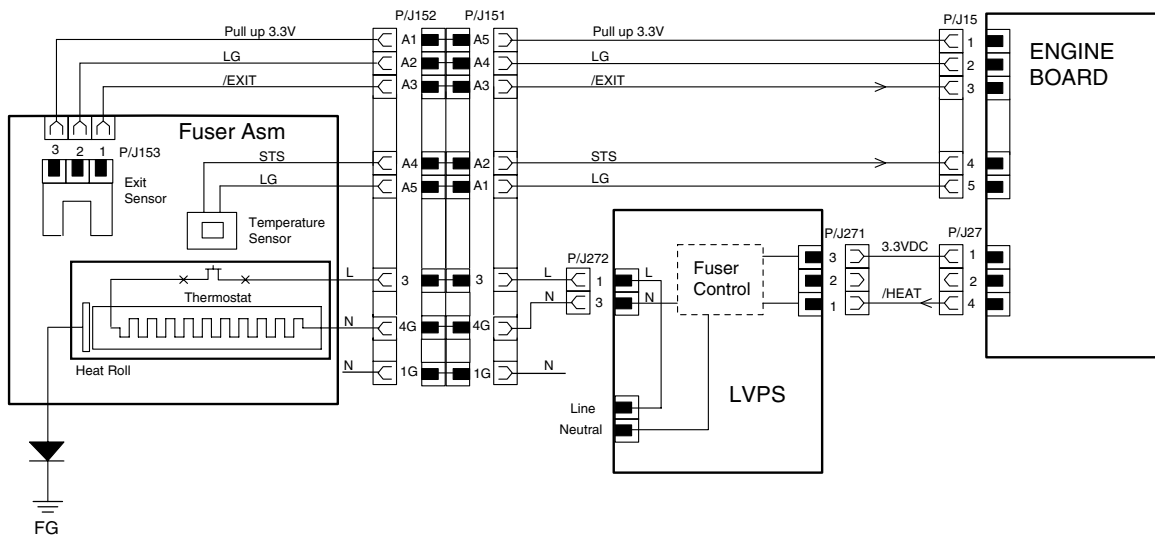 P/J152 P/J151 P/J15
Pull up 3.3V A1 A5 Pull up 3.3V 1 ENGINE
LG A2 A4 LG 2 BOARD
/EXIT A3 A3 /EXIT 3
Fuser Asm
3 2 1 P/J153
STS A4 A2 STS 4
Exit
Sensor
LG A5 A1 LG 5
Temperature
Sensor
P/J271 P/J27
P/J272 Fuser
Control
3 3.3VDC 1
L 3 3 L 1 L 2 2
Thermostat
N 3 N 1 /HEAT 4
N 4G 4G
Heat Roll
N 1G 1G N
LVPS
Line
Neutral
FG